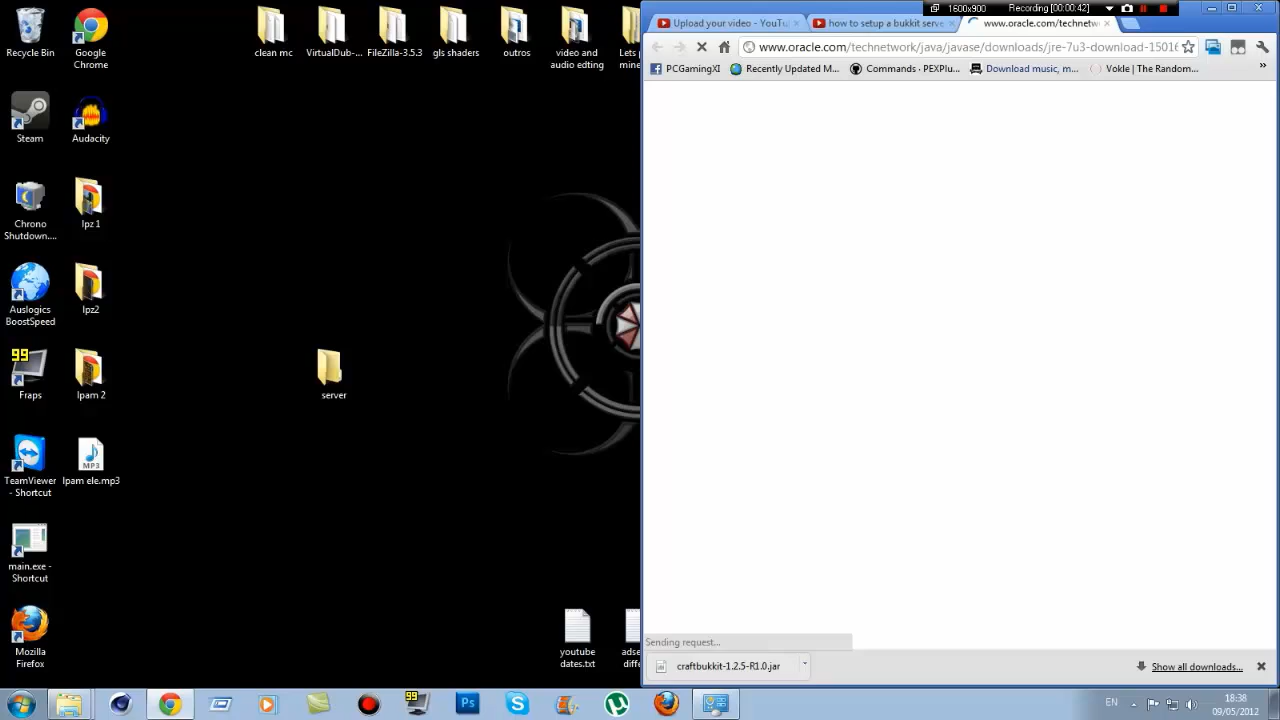 1600x900
Recording [00:00:42]
Upload your video - YouTu
how to setup a bukkit serve
www.oracle.com/technetw
www.oracle.com/technetwork/java/javase/downloads/jre-7u3-download-15016
PCGamingXI
Recently Updated M...
Commands · PEXPlu...
Download music, m...
Vokle | The Random...
»
Recycle Bin
Google Chrome
clean mc
VirtualDub-...
FileZilla-3.5.3
gls shaders
outros
video and audio edting
Lets p
mine
Steam
Audacity
Chrono Shutdown....
lpz 1
Auslogics BoostSpeed
lpz2
99
Fraps
lpam 2
server
TeamViewer - Shortcut
MP3
lpam ele.mp3
main.exe - Shortcut
Mozilla Firefox
youtube dates.txt
adse
diffe
Sending request...
craftbukkit-1.2.5-R1.0.jar
Show all downloads...
99
Ps
EN
18:38
09/05/2012